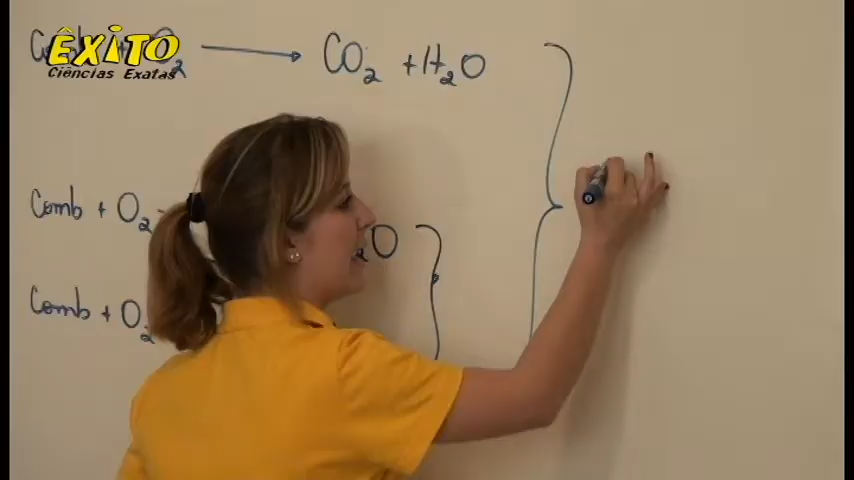 ÊXITO
Ciências Exatas
CO2 + H2O
Comb + O2
O
Comb + O2